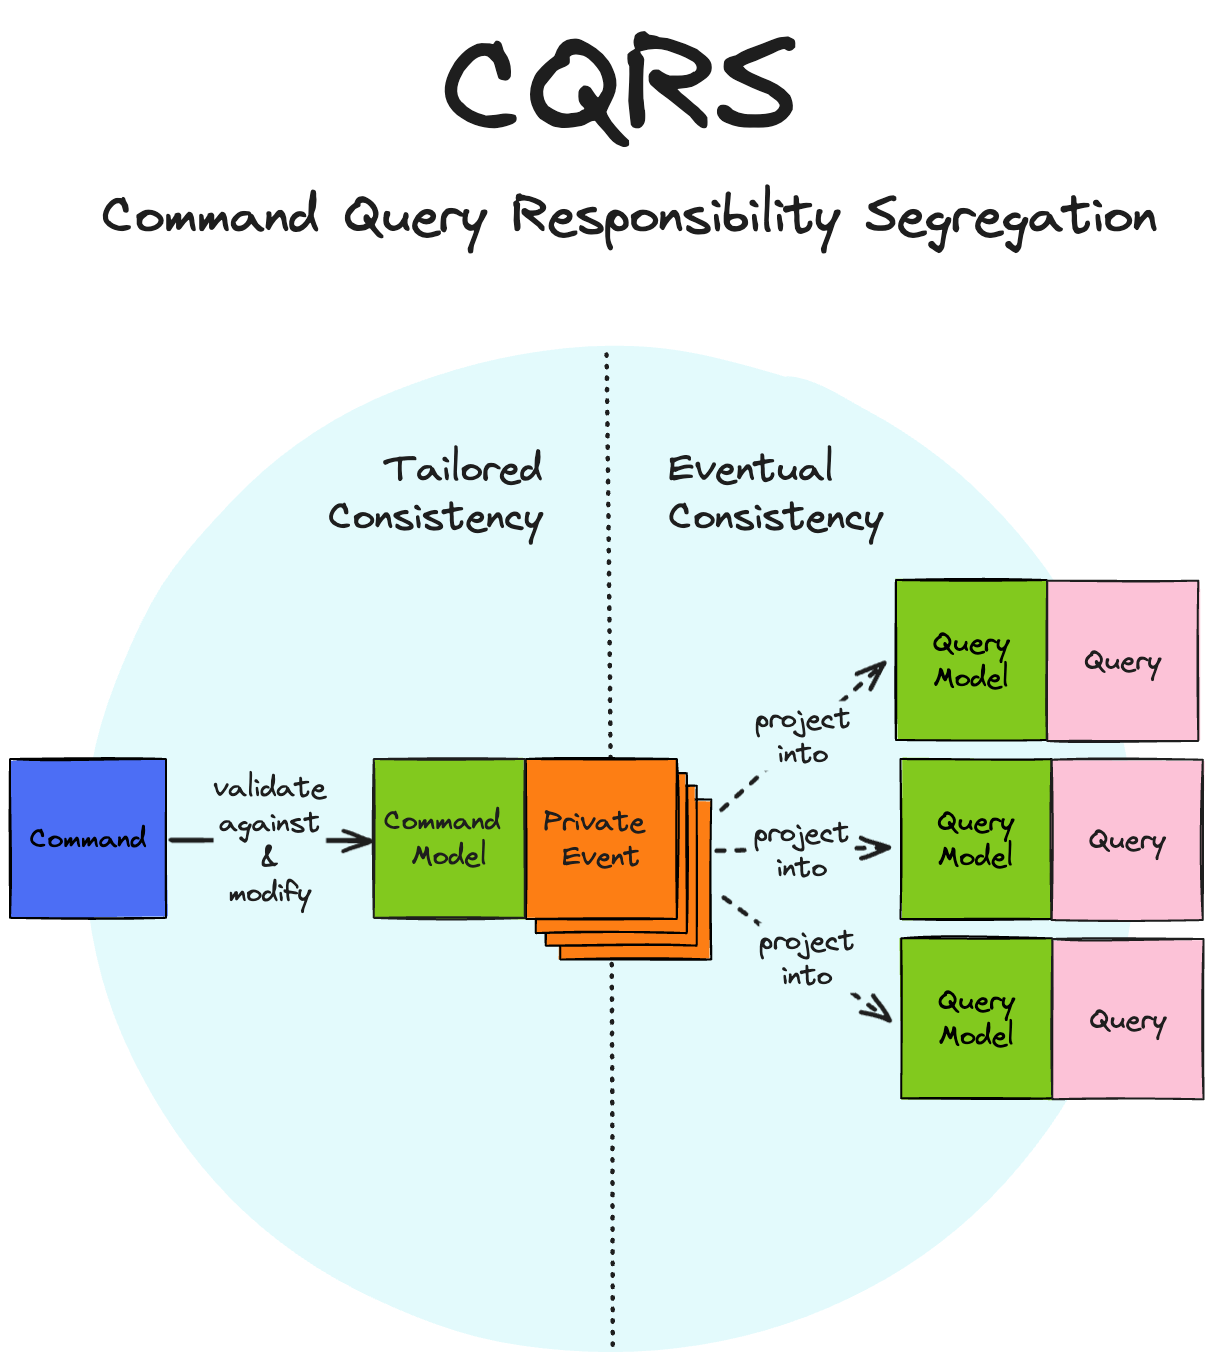 CQRS
Command Query Responsibility Segregation
Tailored
Consistency
Eventual
Consistency
Command
validate
against
&
modify
Command
Model
Private
Event
project
into
Query
Model
Query
project
into
Query
Model
Query
project
into
Query
Model
Query